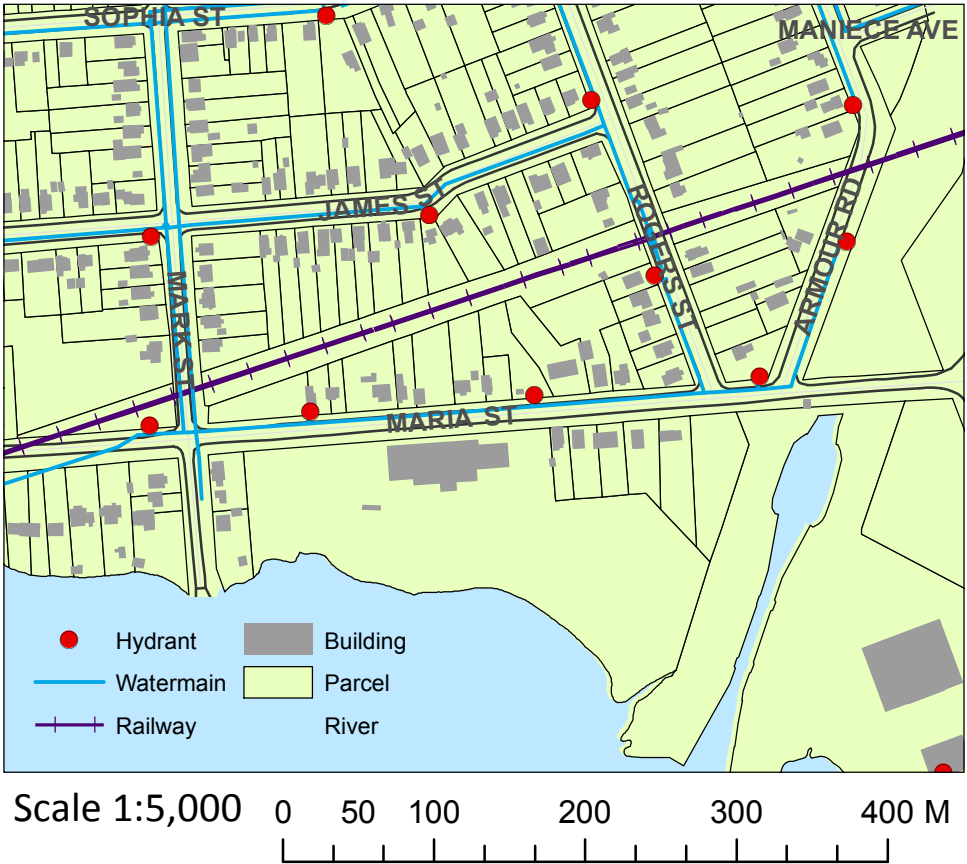 SOPHIA ST
MANIECE AVE
JAMES ST
ROGERS ST
ARMOUR RD
MARK ST
MARIA ST
Hydrant
Building
Watermain
Parcel
Railway
River
Scale 1:5,000
0 50 100 200 300 400 M